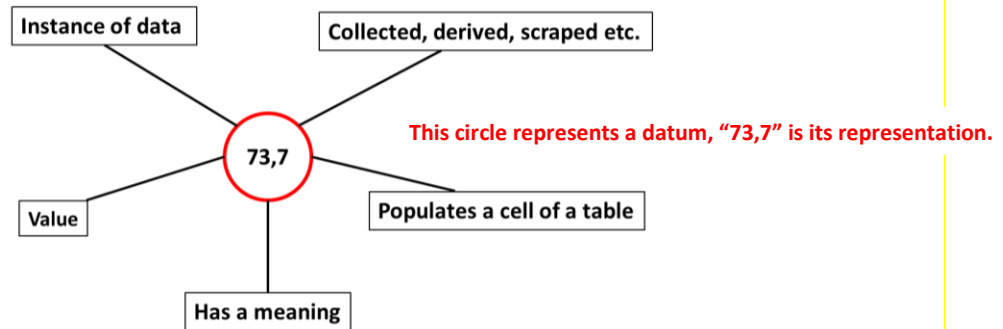 Instance of data
Collected, derived, scraped etc.
This circle represents a datum, “73,7” is its representation.
73,7
Populates a cell of a table
Value
Has a meaning